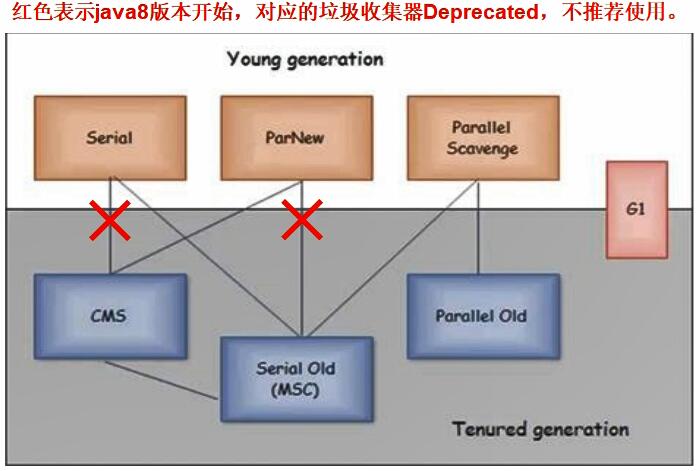 红色表示java8版本开始，对应的垃圾收集器Deprecated，不推荐使用。
Young generation
Serial
ParNew
Parallel
Scavenge
G1
CMS
Parallel Old
Serial Old
(MSC)
Tenured generation